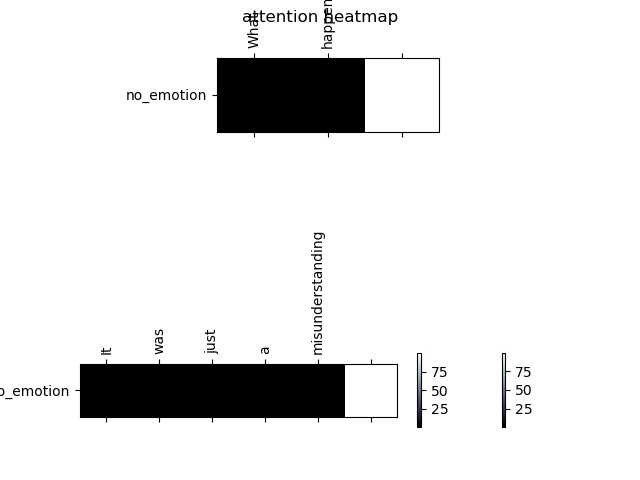 attention heatmap
What
happen
no_emotion
It
was
just
a
misunderstanding
o_emotion
75
50
25
75
50
25